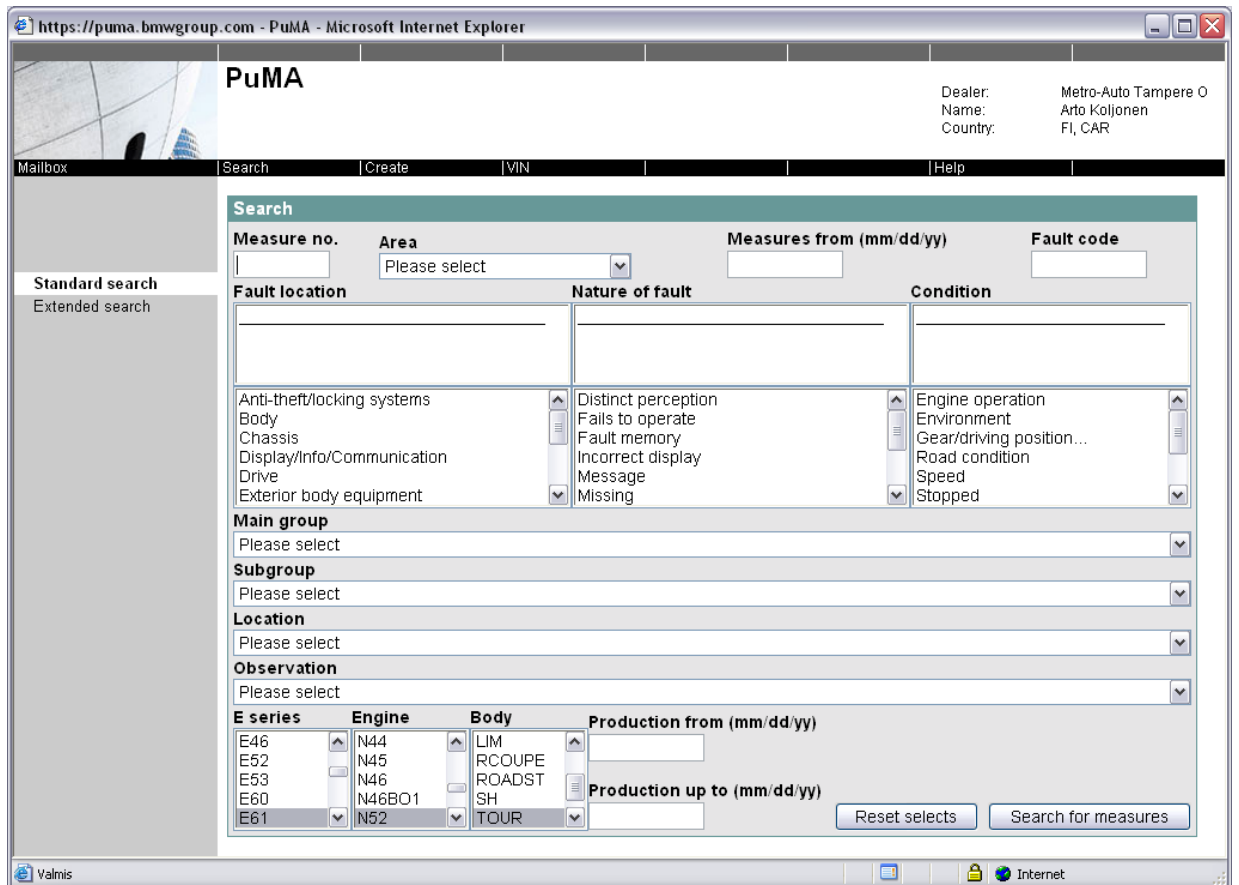 https://puma.bmwgroup.com - PuMA - Microsoft Internet Explorer
PuMA
Dealer: Metro-Auto Tampere O
Name: Arto Koljonen
Country: FI, CAR
Mailbox Search Create VIN Help
Standard search
Extended search
Search
Measure no. Area Measures from (mm/dd/yy) Fault code
Please select
Fault location Nature of fault Condition
Anti-theft/locking systems Distinct perception Engine operation
Body Fails to operate Environment
Chassis Fault memory Gear/driving position...
Display/Info/Communication Incorrect display Road condition
Drive Message Speed
Exterior body equipment Missing Stopped
Main group
Please select
Subgroup
Please select
Location
Please select
Observation
Please select
E series Engine Body Production from (mm/dd/yy)
E46 N44 LIM
E52 N45 RCOUPE
E53 N46 ROADST
E60 N46BO1 SH Production up to (mm/dd/yy)
E61 N52 TOUR
Reset selects Search for measures
Valmis Internet